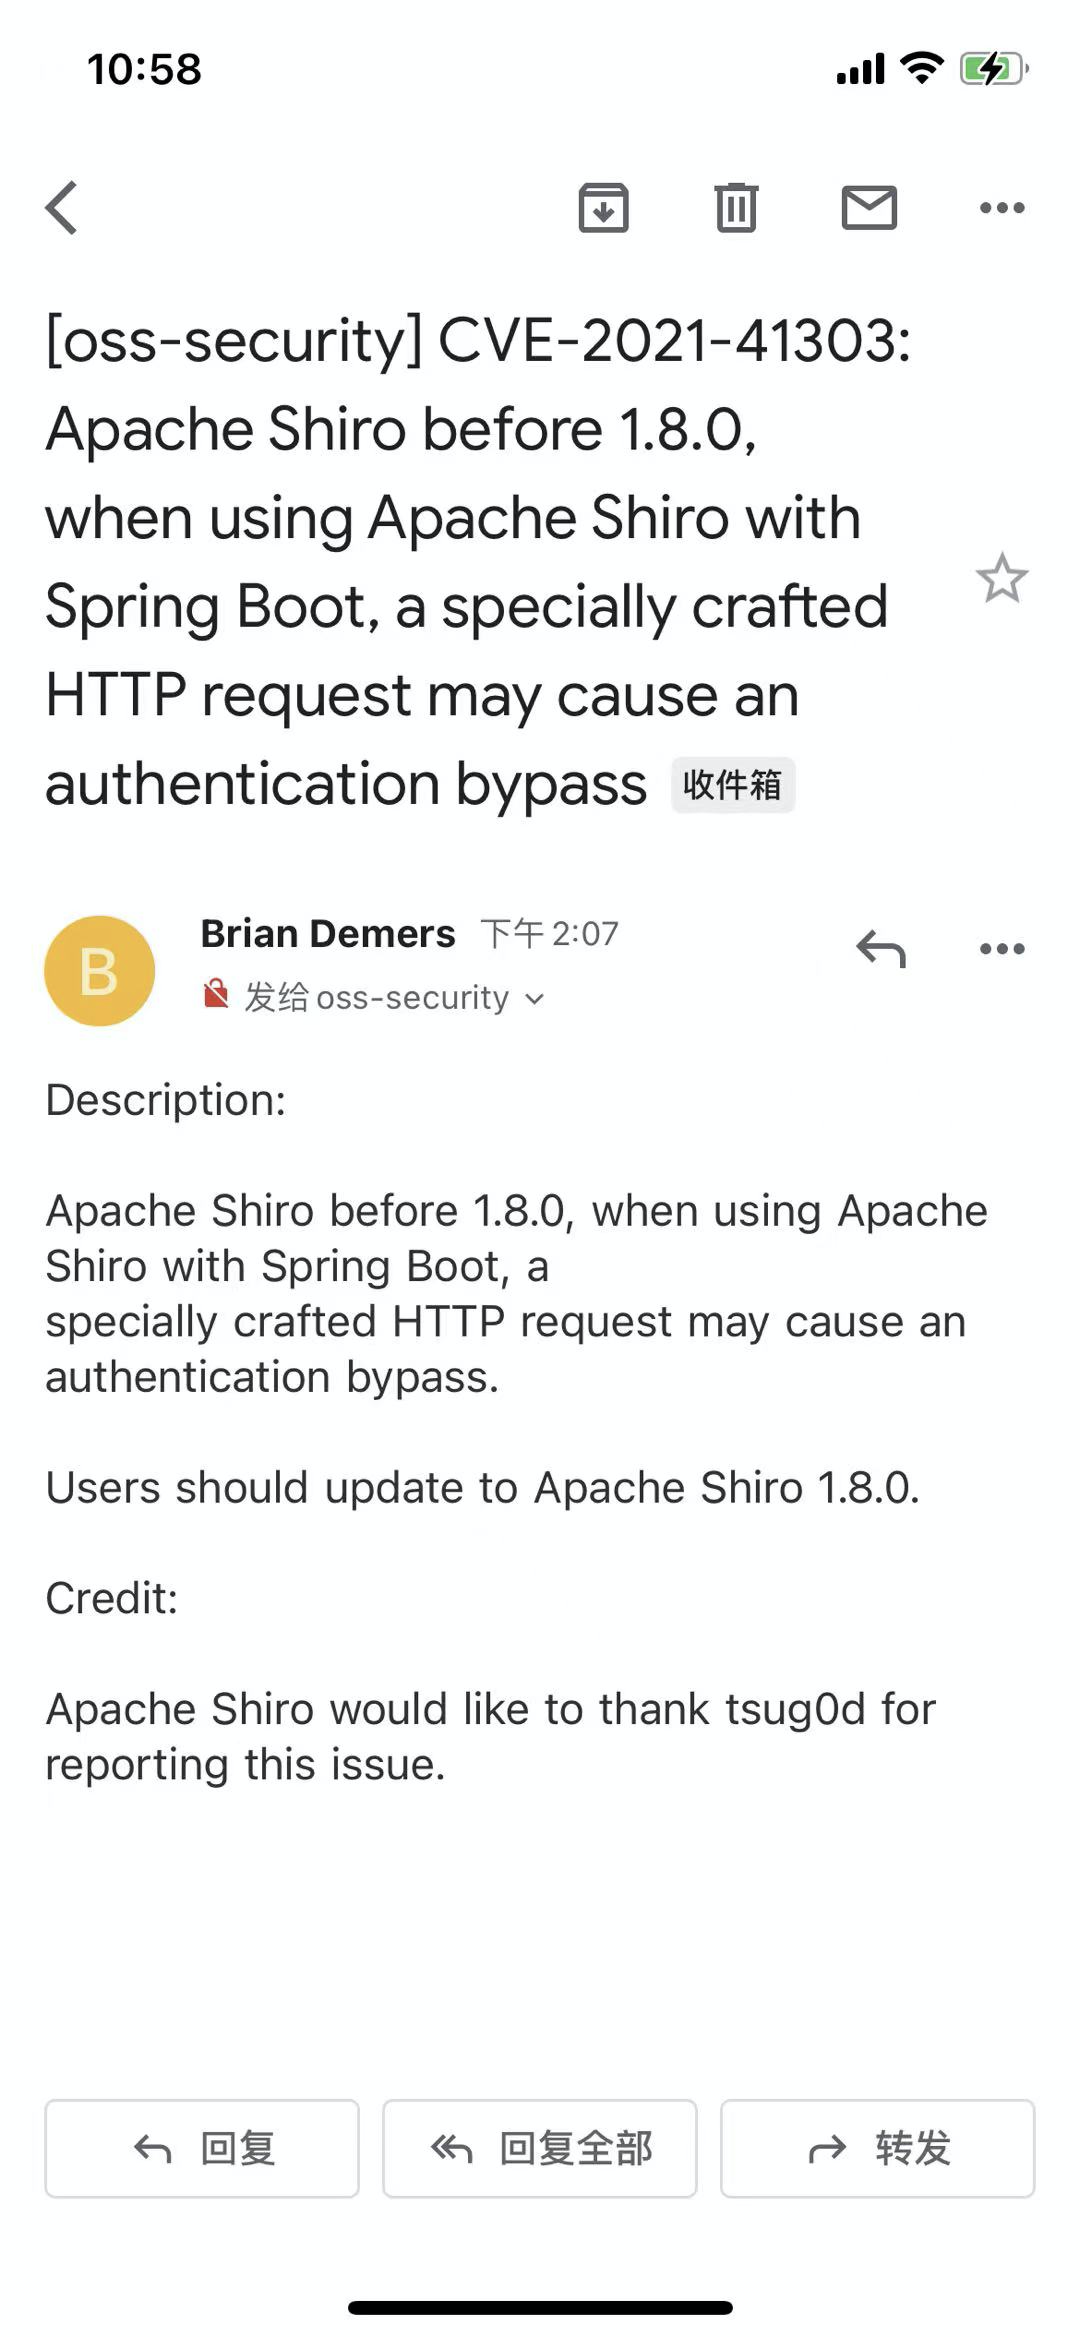 10:58
[oss-security] CVE-2021-41303:
Apache Shiro before 1.8.0,
when using Apache Shiro with
Spring Boot, a specially crafted
HTTP request may cause an
authentication bypass 收件箱
B
Brian Demers 下午 2:07
发给 oss-security
Description:
Apache Shiro before 1.8.0, when using Apache
Shiro with Spring Boot, a
specially crafted HTTP request may cause an
authentication bypass.
Users should update to Apache Shiro 1.8.0.
Credit:
Apache Shiro would like to thank tsug0d for
reporting this issue.
回复 回复全部 转发